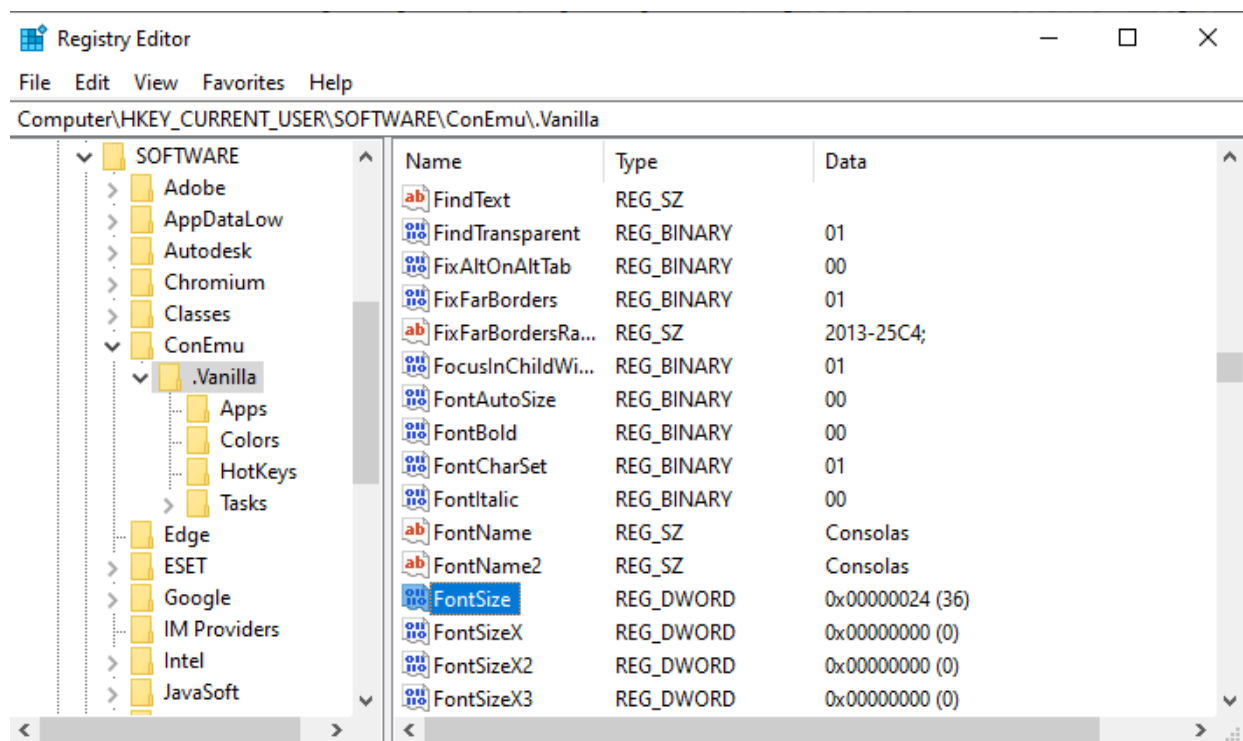 Registry Editor
File Edit View Favorites Help
Computer\HKEY_CURRENT_USER\SOFTWARE\ConEmu\.Vanilla
SOFTWARE
Adobe
AppDataLow
Autodesk
Chromium
Classes
ConEmu
.Vanilla
Apps
Colors
HotKeys
Tasks
Edge
ESET
Google
IM Providers
Intel
JavaSoft
Name Type Data
FindText REG_SZ
FindTransparent REG_BINARY 01
FixAltOnAltTab REG_BINARY 00
FixFarBorders REG_BINARY 01
FixFarBordersRa... REG_SZ 2013-25C4;
FocusInChildWi... REG_BINARY 01
FontAutoSize REG_BINARY 00
FontBold REG_BINARY 00
FontCharSet REG_BINARY 01
FontItalic REG_BINARY 00
FontName REG_SZ Consolas
FontName2 REG_SZ Consolas
FontSize REG_DWORD 0x00000024 (36)
FontSizeX REG_DWORD 0x00000000 (0)
FontSizeX2 REG_DWORD 0x00000000 (0)
FontSizeX3 REG_DWORD 0x00000000 (0)